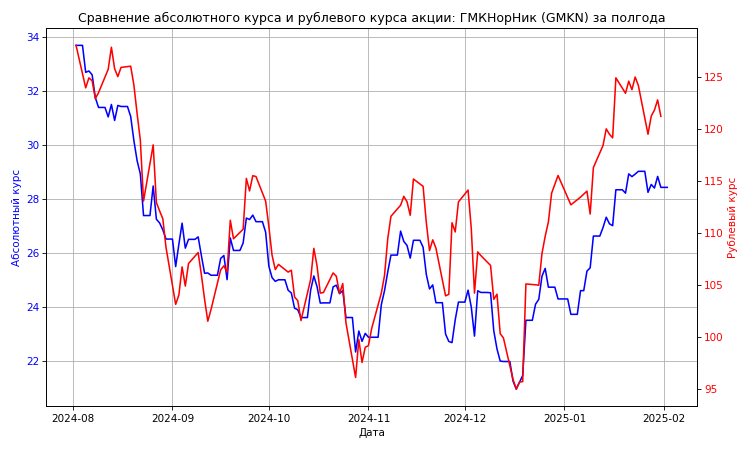 Сравнение абсолютного курса и рублевого курса акции: ГМКНорНик (GMKN) за полгода
Абсолютный курс
34
32
30
28
26
24
22
125
120
115
110
105
100
95
Рублевый курс
2024-08 2024-09 2024-10 2024-11 2024-12 2025-01 2025-02
Дата